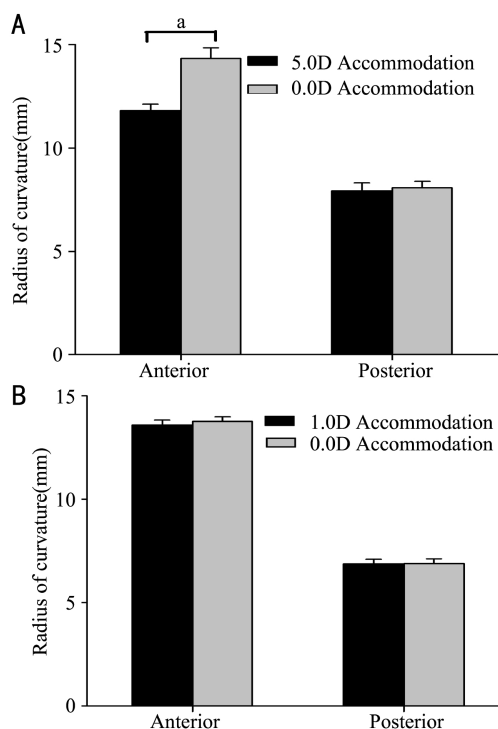 A
a
15
5.0D Accommodation
0.0D Accommodation
10
Radius of curvature(mm)
5
0
Anterior
Posterior
B
15
1.0D Accommodation
0.0D Accommodation
10
Radius of curvature(mm)
5
0
Anterior
Posterior